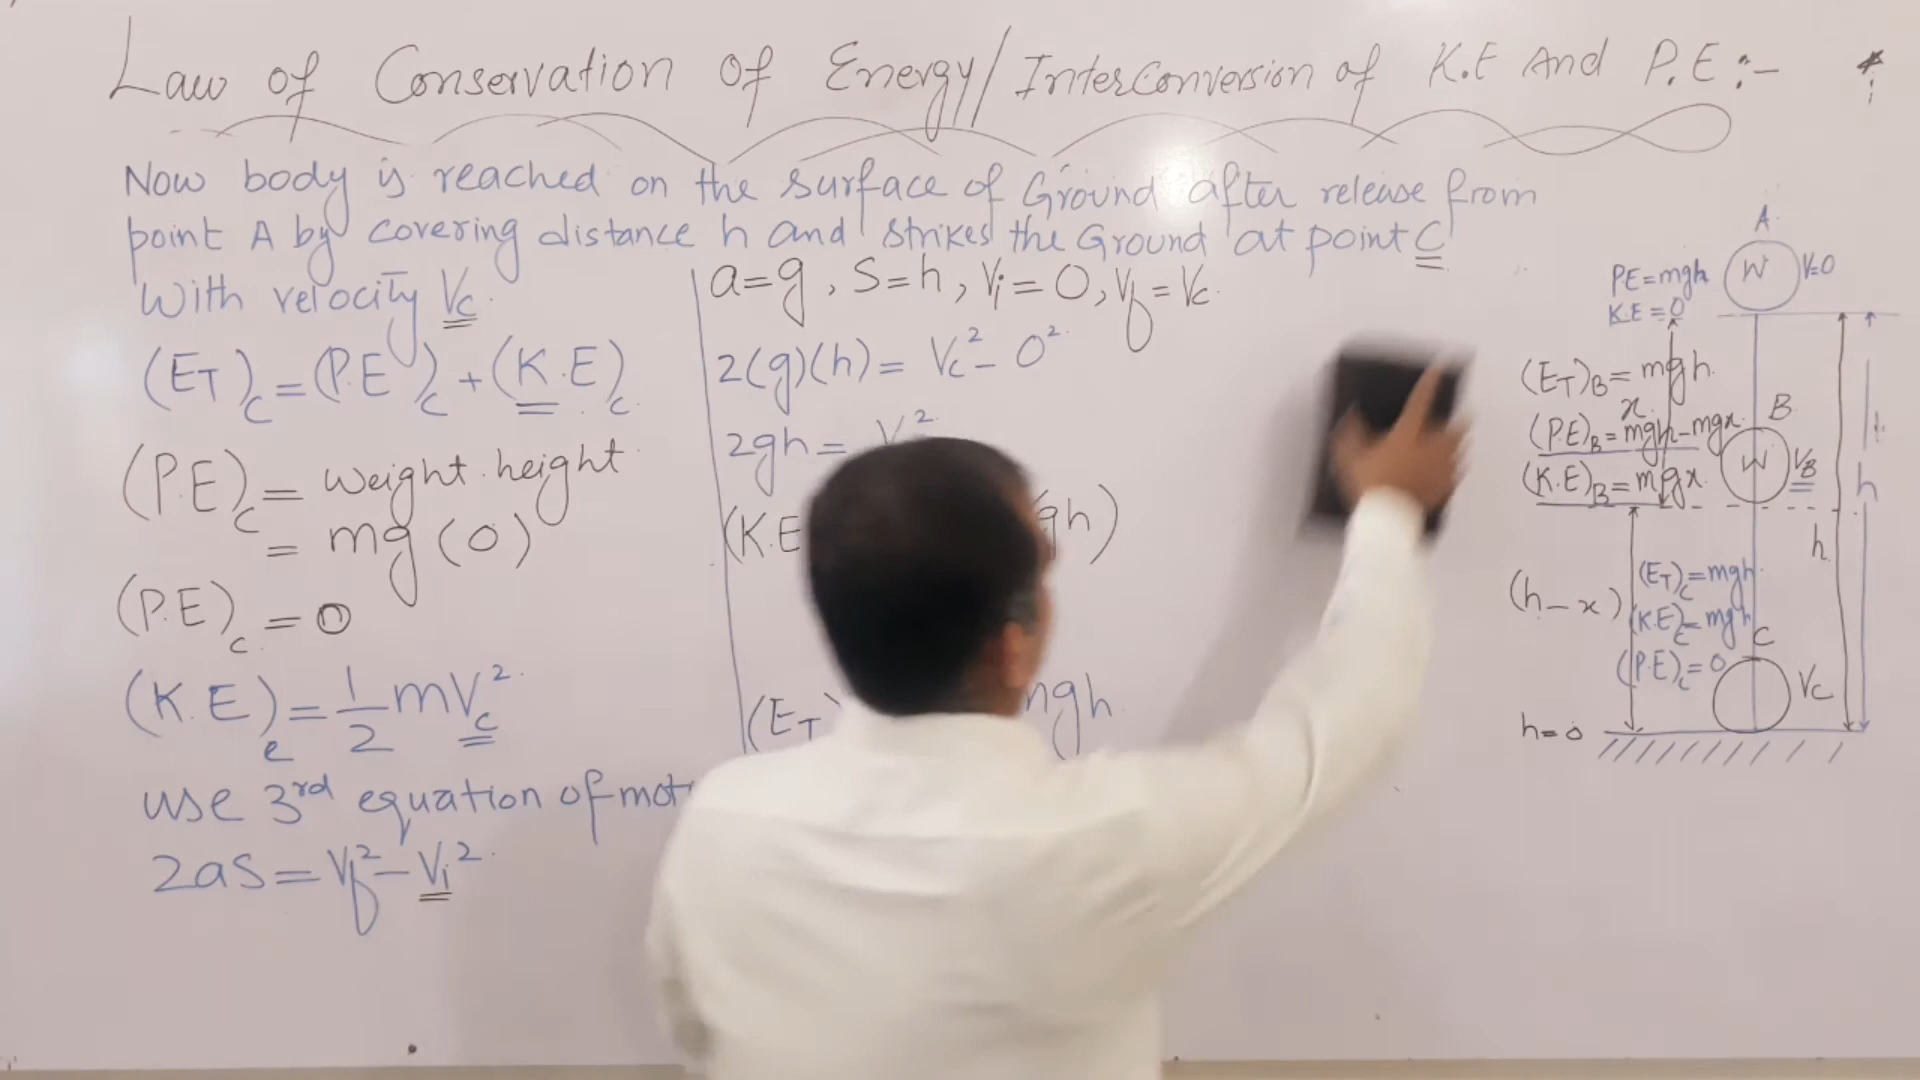 Law of Conservation of Energy/Interconversion of K.E And P.E:-
Now body is reached on the surface of Ground after release from
point A by covering distance h and strikes the Ground at point C
With velocity Vc.
(ET)c = (P.E)c + (K.E)c
(P.E)c = weight.height
= mg(0)
(P.E)c = 0
(K.E)e = 1/2 mVc²
use 3rd equation of
2aS = Vf² - Vi²
a=g, S=h, Vi=0, Vf=Vc.
2(g)(h) = Vc² - 0²
2gh = V²
(K.E gh)
(ET) mgh.
A
W V=0
PE=mgh
K.E=0
(ET)B = mgh.
x
B
(P.E)B = mgh-mgx
W VB
(K.E)B = mgx.
h
h
(h-x)
(ET)c = mgh
(K.E)c = mgh
C
(P.E)c = 0
Vc
h=0